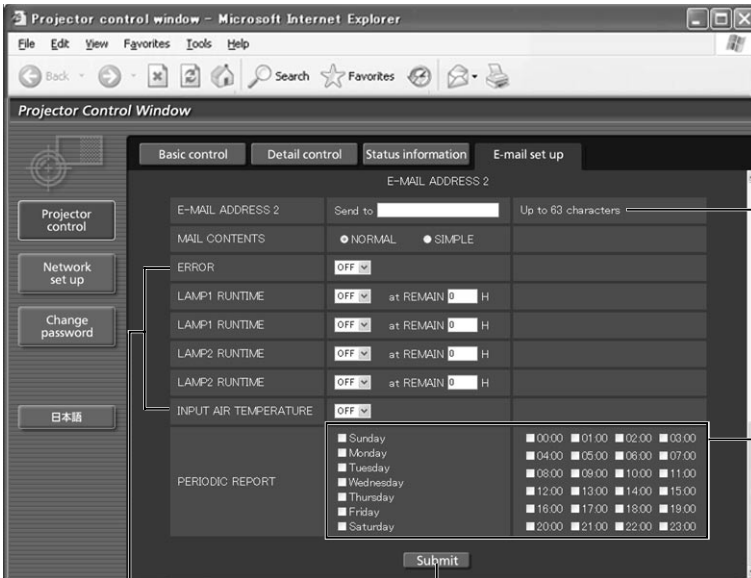 Projector control window - Microsoft Internet Explorer
File Edit View Favorites Tools Help
Back Search Favorites
Projector Control Window
Basic control Detail control Status information E-mail set up
E-MAIL ADDRESS 2
Projector control
Network set up
Change password
日本語
E-MAIL ADDRESS 2 Send to Up to 63 characters
MAIL CONTENTS NORMAL SIMPLE
ERROR OFF
LAMP1 RUNTIME OFF at REMAIN 0 H
LAMP1 RUNTIME OFF at REMAIN 0 H
LAMP2 RUNTIME OFF at REMAIN 0 H
LAMP2 RUNTIME OFF at REMAIN 0 H
INPUT AIR TEMPERATURE OFF
PERIODIC REPORT
Sunday
Monday
Tuesday
Wednesday
Thursday
Friday
Saturday
00:00 01:00 02:00 03:00
04:00 05:00 06:00 07:00
08:00 09:00 10:00 11:00
12:00 13:00 14:00 15:00
16:00 17:00 18:00 19:00
20:00 21:00 22:00 23:00
Submit